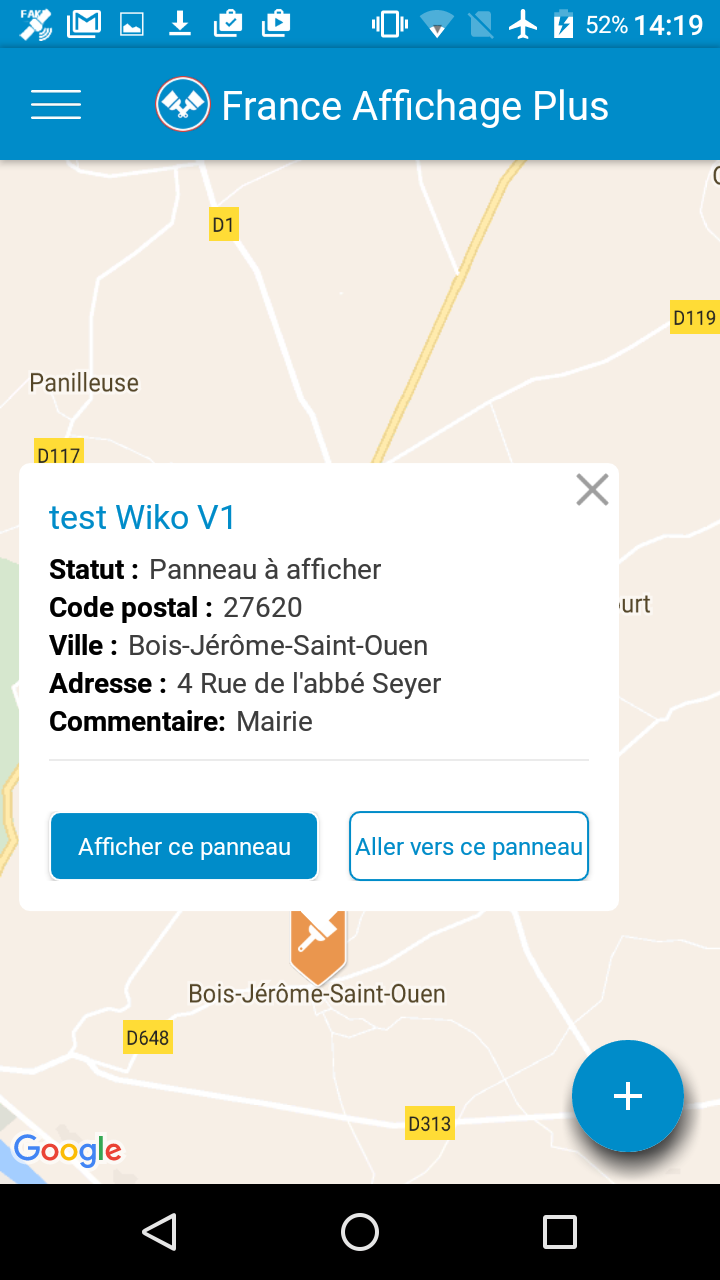 FAKE
52% 14:19
France Affichage Plus
D1
D119
Panilleuse
D117
test Wiko V1
Statut : Panneau à afficher
Code postal : 27620
Ville : Bois-Jérôme-Saint-Ouen
Adresse : 4 Rue de l'abbé Seyer
Commentaire: Mairie
Afficher ce panneau
Aller vers ce panneau
Bois-Jérôme-Saint-Ouen
D648
D313
Google